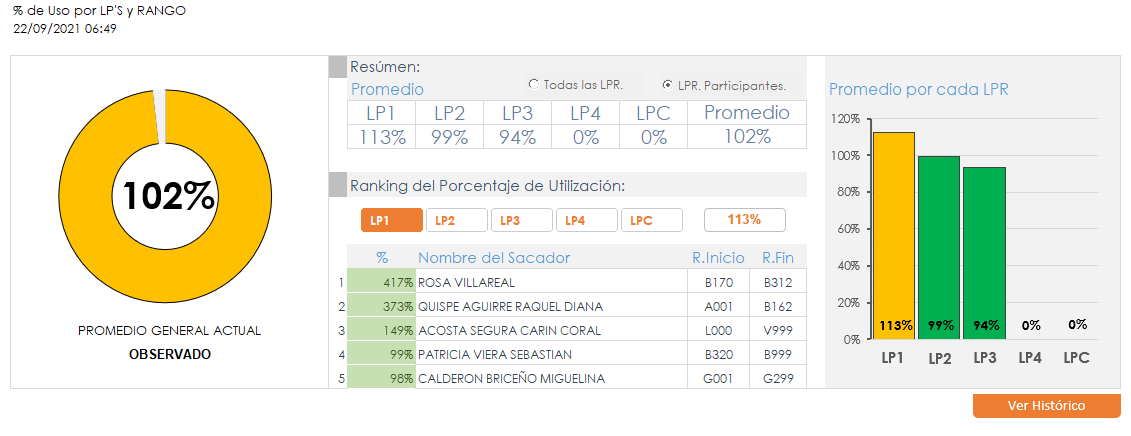 % de Uso por LP'S y RANGO
22/09/2021 06:49
102%
PROMEDIO GENERAL ACTUAL
OBSERVADO
Resúmen:
Promedio
Todas las LPR.
LPR. Participantes.
LP1 LP2 LP3 LP4 LPC Promedio
113% 99% 94% 0% 0% 102%
Ranking del Porcentaje de Utilización:
LP1 LP2 LP3 LP4 LPC 113%
% Nombre del Sacador R.Inicio R.Fin
1 417% ROSA VILLAREAL B170 B312
2 373% QUISPE AGUIRRE RAQUEL DIANA A001 B162
3 149% ACOSTA SEGURA CARIN CORAL L000 V999
4 99% PATRICIA VIERA SEBASTIAN B320 B999
5 98% CALDERON BRICEÑO MIGUELINA G001 G299
Promedio por cada LPR
120%
100%
80%
60%
40%
20%
0%
113% 99% 94% 0% 0%
LP1 LP2 LP3 LP4 LPC
Ver Histórico